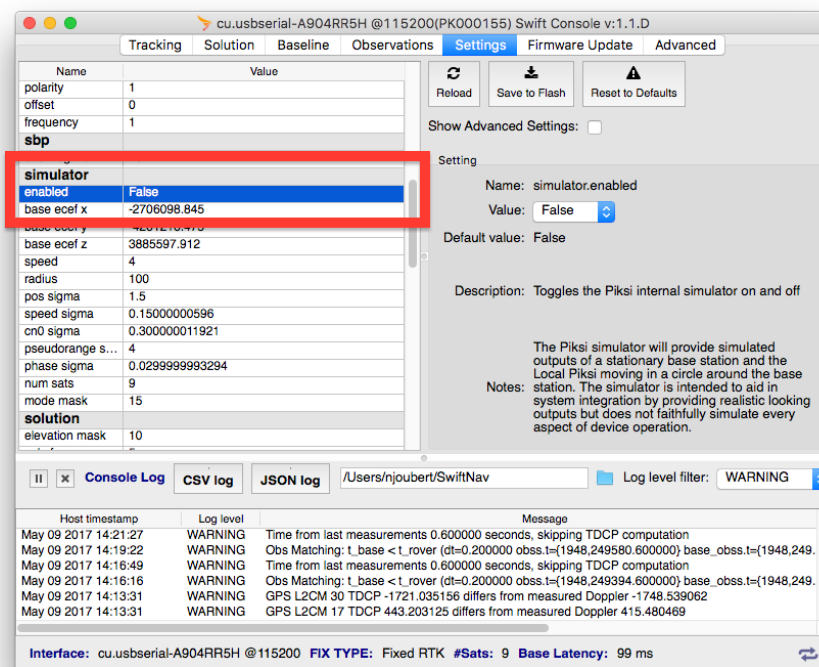 cu.usbserial-A904RR5H @115200(PK000155) Swift Console v:1.1.D
Tracking Solution Baseline Observations Settings Firmware Update Advanced
Name Value
polarity 1
offset 0
frequency 1
sbp
simulator
enabled False
base ecef x -2706098.845
base ecef z 3885597.912
speed 4
radius 100
pos sigma 1.5
speed sigma 0.15000000596
cn0 sigma 0.300000011921
pseudorange s... 4
phase sigma 0.0299999993294
num sats 9
mode mask 15
solution
elevation mask 10
Reload Save to Flash Reset to Defaults
Show Advanced Settings:
Setting
Name: simulator.enabled
Value: False
Default value: False
Description: Toggles the Piksi internal simulator on and off
Notes: The Piksi simulator will provide simulated
outputs of a stationary base station and the
Local Piksi moving in a circle around the base
station. The simulator is intended to aid in
system integration by providing realistic looking
outputs but does not faithfully simulate every
aspect of device operation.
Console Log CSV log JSON log /Users/njoubert/SwiftNav Log level filter: WARNING
Host timestamp Log level Message
May 09 2017 14:21:27 WARNING Time from last measurements 0.600000 seconds, skipping TDCP computation
May 09 2017 14:19:22 WARNING Obs Matching: t_base < t_rover (dt=0.200000 obss.t={1948,249580.600000} base_obss.t={1948,249.
May 09 2017 14:16:49 WARNING Time from last measurements 0.600000 seconds, skipping TDCP computation
May 09 2017 14:16:16 WARNING Obs Matching: t_base < t_rover (dt=0.200000 obss.t={1948,249394.600000} base_obss.t={1948,249.
May 09 2017 14:13:31 WARNING GPS L2CM 30 TDCP -1721.035156 differs from measured Doppler -1748.539062
May 09 2017 14:13:31 WARNING GPS L2CM 17 TDCP 443.203125 differs from measured Doppler 415.480469
Interface: cu.usbserial-A904RR5H @115200 FIX TYPE: Fixed RTK #Sats: 9 Base Latency: 99 ms